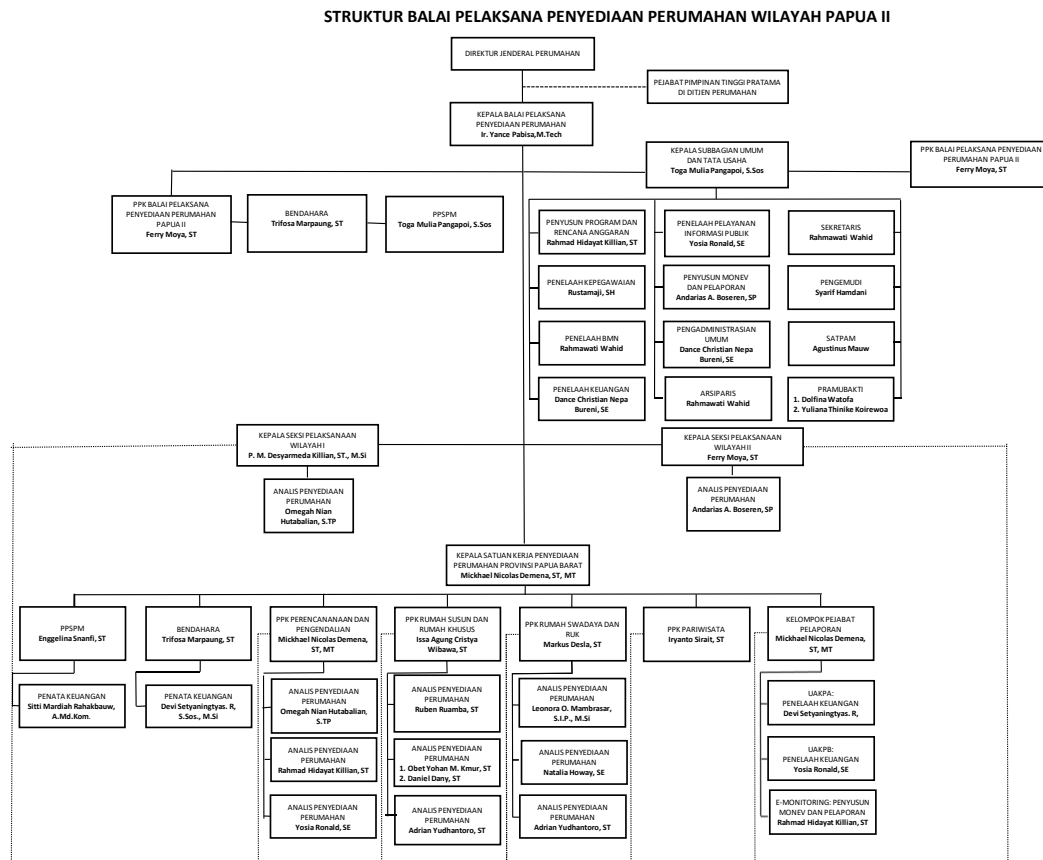 STRUKTUR BALAI PELAKSANA PENYEDIAAN PERUMAHAN WILAYAH PAPUA II
DIREKTUR JENDERAL PERUMAHAN
PEJABAT PIMPINAN TINGGI PRATAMA
DI DITJEN PERUMAHAN
KEPALA BALAI PELAKSANA
PENYEDIAAN PERUMAHAN
Ir. Yance Pabisa,M.Tech
KEPALA SUBBAGIAN UMUM
DAN TATA USAHA
Toga Mulia Pangapoi, S.Sos
PPK BALAI PELAKSANA PENYEDIAAN
PERUMAHAN PAPUA II
Ferry Moya, ST
PPK BALAI PELAKSANA
PENYEDIAAN PERUMAHAN
PAPUA II
Ferry Moya, ST
BENDAHARA
Trifosa Marpaung, ST
PPSPM
Toga Mulia Pangapoi, S.Sos
PENYUSUN PROGRAM DAN
RENCANA ANGGARAN
Rahmad Hidayat Killian, ST
PENELAAH PELAYANAN
INFORMASI PUBLIK
Yosia Ronald, SE
SEKRETARIS
Rahmawati Wahid
PENELAAH KEPEGAWAIAN
Rustamaji, SH
PENYUSUN MONEV
DAN PELAPORAN
Andarias A. Boseren, SP
PENGEMUDI
Syarif Hamdani
PENELAAH BMN
Rahmawati Wahid
PENGADMINISTRASIAN
UMUM
Dance Christian Nepa
Bureni, SE
SATPAM
Agustinus Mauw
PENELAAH KEUANGAN
Dance Christian Nepa
Bureni, SE
ARSIPARIS
Rahmawati Wahid
PRAMUBAKTI
1. Dolfina Watofa
2. Yuliana Thinike Koirewoa
KEPALA SEKSI PELAKSANAAN
WILAYAH I
P. M. Desyarmeda Killian, ST., M.Si
KEPALA SEKSI PELAKSANAAN
WILAYAH II
Ferry Moya, ST
ANALIS PENYEDIAAN
PERUMAHAN
Omegah Nian
Hutabalian, S.TP
ANALIS PENYEDIAAN
PERUMAHAN
Andarias A. Boseren, SP
KEPALA SATUAN KERJA PENYEDIAAN
PERUMAHAN PROVINSI PAPUA BARAT
Mickhael Nicolas Demena, ST, MT
PPSPM
Enggelina Snanfi, ST
BENDAHARA
Trifosa Marpaung, ST
PPK PERENCANANAAN DAN
PENGENDALIAN
Mickhael Nicolas Demena,
ST, MT
PPK RUMAH SUSUN DAN
RUMAH KHUSUS
Issa Agung Cristya
Wibawa, ST
PPK RUMAH SWADAYA DAN
RUK
Markus Desla, ST
PPK PARIWISATA
Iryanto Sirait, ST
KELOMPOK PEJABAT
PELAPORAN
Mickhael Nicolas Demena,
ST, MT
PENATA KEUANGAN
Sitti Mardiah Rahakbauw,
A.Md.Kom.
PENATA KEUANGAN
Devi Setyaningtyas. R,
S.Sos., M.Si
ANALIS PENYEDIAAN
PERUMAHAN
Omegah Nian Hutabalian,
S.TP
ANALIS PENYEDIAAN
PERUMAHAN
Ruben Ruamba, ST
ANALIS PENYEDIAAN
PERUMAHAN
Leonora O. Mambrasar,
S.I.P., M.Si
UAKPA:
PENELAAH KEUANGAN
Devi Setyaningtyas. R,
ANALIS PENYEDIAAN
PERUMAHAN
Rahmad Hidayat Killian, ST
ANALIS PENYEDIAAN
PERUMAHAN
1. Obet Yohan M. Kmur, ST
2. Daniel Dany, ST
ANALIS PENYEDIAAN
PERUMAHAN
Natalia Howay, SE
UAKPB:
PENELAAH KEUANGAN
Yosia Ronald, SE
ANALIS PENYEDIAAN
PERUMAHAN
Yosia Ronald, SE
ANALIS PENYEDIAAN
PERUMAHAN
Adrian Yudhantoro, ST
ANALIS PENYEDIAAN
PERUMAHAN
Adrian Yudhantoro, ST
E-MONITORING: PENYUSUN
MONEV DAN PELAPORAN
Rahmad Hidayat Killian, ST